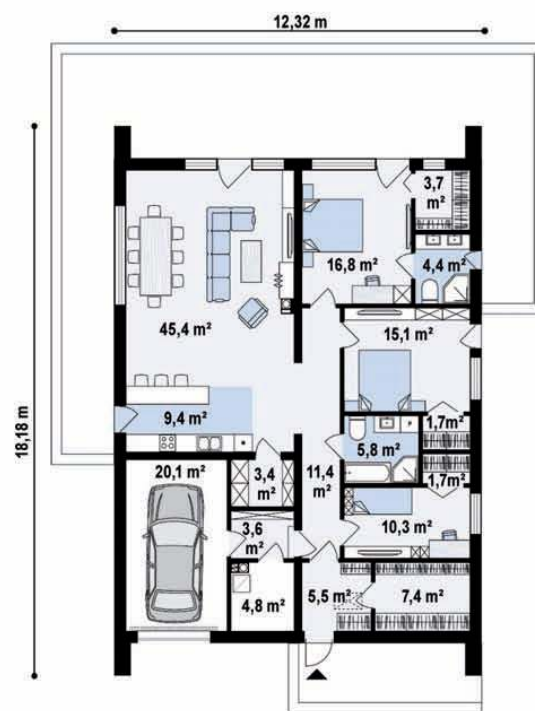 12,32 m
18,18 m
3,7
m²
16,8 m²
4,4 m²
45,4 m²
15,1 m²
9,4 m²
1,7m²
5,8 m²
20,1 m²
3,4
m²
11,4
m²
1,7m²
3,6
m²
10,3 m²
4,8 m²
5,5 m²
7,4 m²